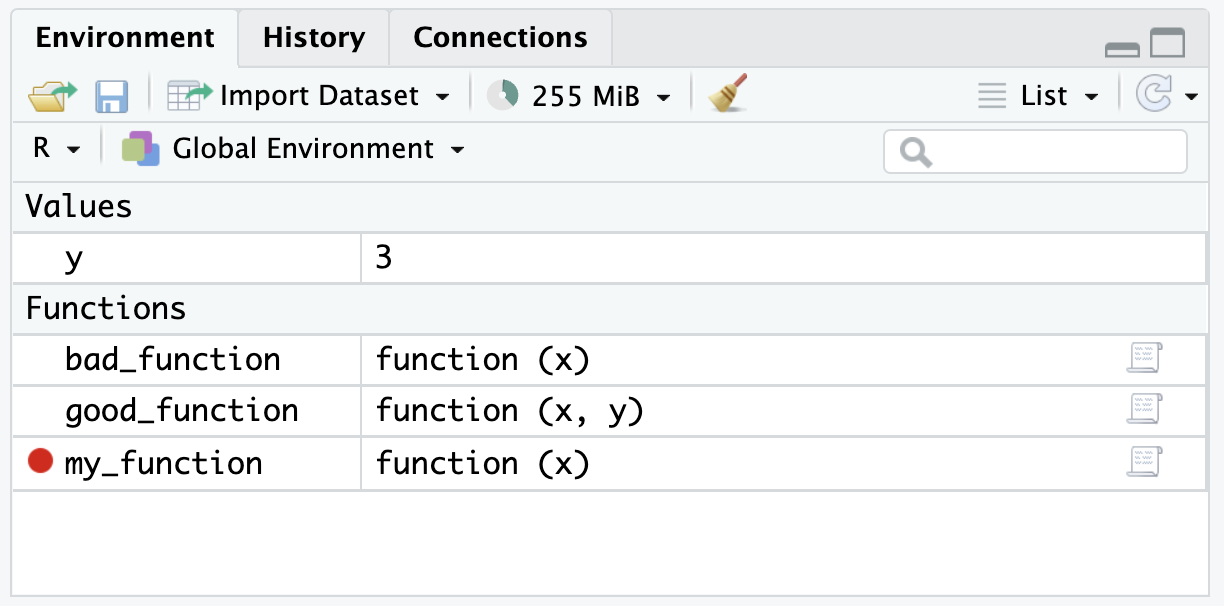 Environment History Connections
Import Dataset 255 MiB List
R Global Environment
Values
y 3
Functions
bad_function function (x)
good_function function (x, y)
my_function function (x)